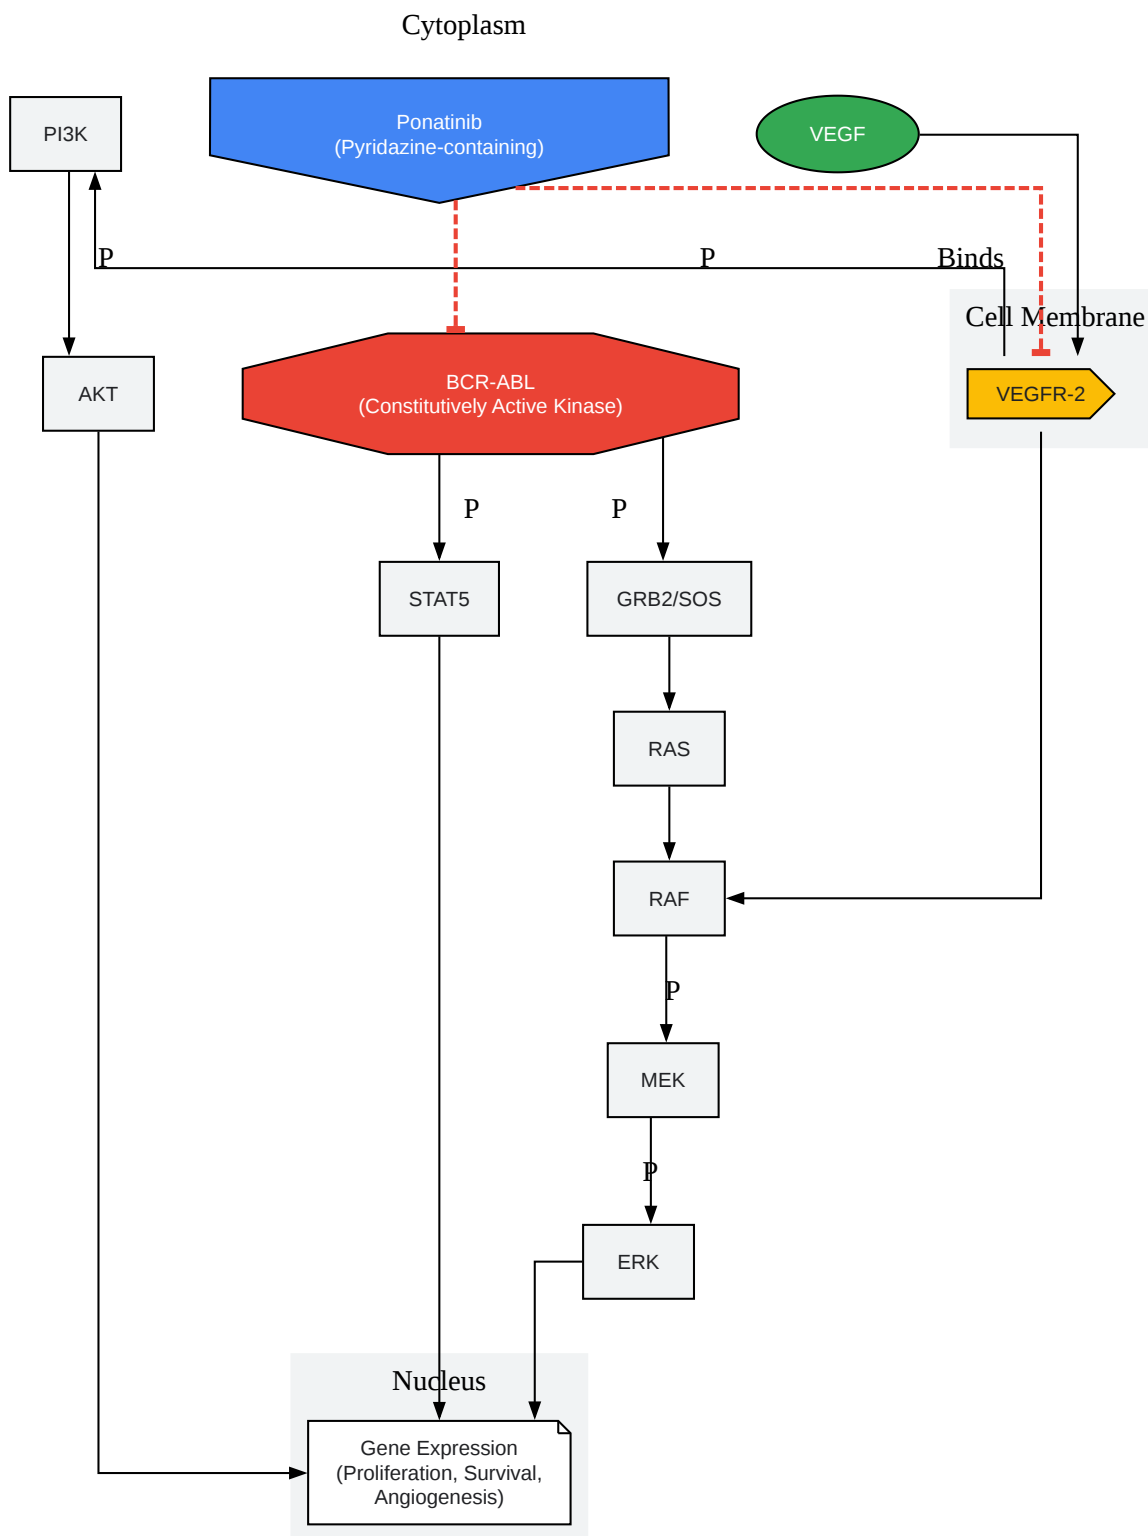 Cytoplasm
PI3K
Ponatinib
(Pyridazine-containing)
VEGF
P
P
Binds
Cell Membrane
AKT
BCR-ABL
(Constitutively Active Kinase)
VEGFR-2
P
P
STAT5
GRB2/SOS
RAS
RAF
P
MEK
P
ERK
Nucleus
Gene Expression
(Proliferation, Survival,
Angiogenesis)